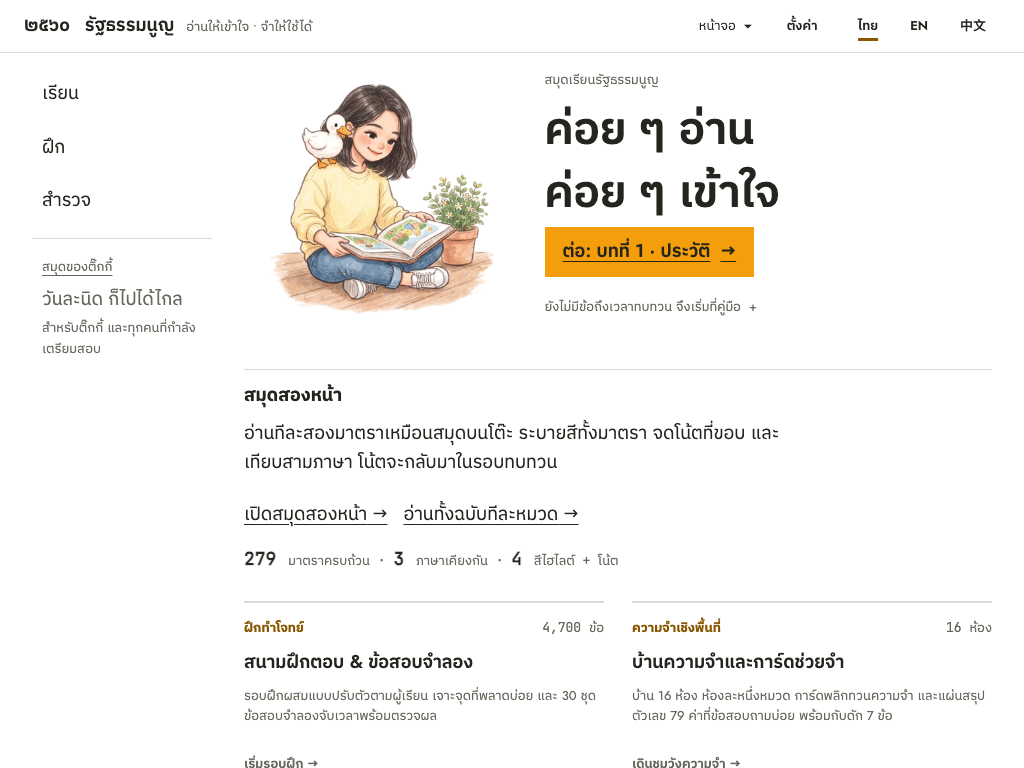 ๒๕๖๐ รัฐธรรมนูญ อ่านให้เข้าใจ · จำให้ใช้ได้
หน้าจอ ตั้งค่า ไทย EN 中文
เรียน
ฝึก
สำรวจ
สมุดของติ๊กกี้
วันละนิด ก็ไปได้ไกล
สำหรับติ๊กกี้ และทุกคนที่กำลัง
เตรียมสอบ
สมุดเรียนรัฐธรรมนูญ
ค่อย ๆ อ่าน
ค่อย ๆ เข้าใจ
ต่อ: บทที่ 1 · ประวัติ →
ยังไม่มีข้อถึงเวลาทบทวน จึงเริ่มที่คู่มือ +
สมุดสองหน้า
อ่านทีละสองมาตราเหมือนสมุดบนโต๊ะ ระบายสีทั้งมาตรา จดโน้ตที่ขอบ และ
เทียบสามภาษา โน้ตจะกลับมาในรอบทบทวน
เปิดสมุดสองหน้า → อ่านทั้งฉบับทีละหมวด →
279 มาตราครบถ้วน · 3 ภาษาเคียงกัน · 4 สีไฮไลต์ + โน้ต
ฝึกทำโจทย์ 4,700 ข้อ
สนามฝึกตอบ & ข้อสอบจำลอง
รอบฝึกผสมแบบปรับตัวตามผู้เรียน เจาะจุดที่พลาดบ่อย และ 30 ชุด
ข้อสอบจำลองจับเวลาพร้อมตรวจผล
เริ่มรอบฝึก →
ความจำเชิงพื้นที่ 16 ห้อง
บ้านความจำและการ์ดช่วยจำ
บ้าน 16 ห้อง ห้องละหนึ่งหมวด การ์ดพลิกทวนความจำ และแผ่นสรุป
ตัวเลข 79 ค่าที่ข้อสอบถามบ่อย พร้อมกับดัก 7 ข้อ
เดินชมวังความจำ →